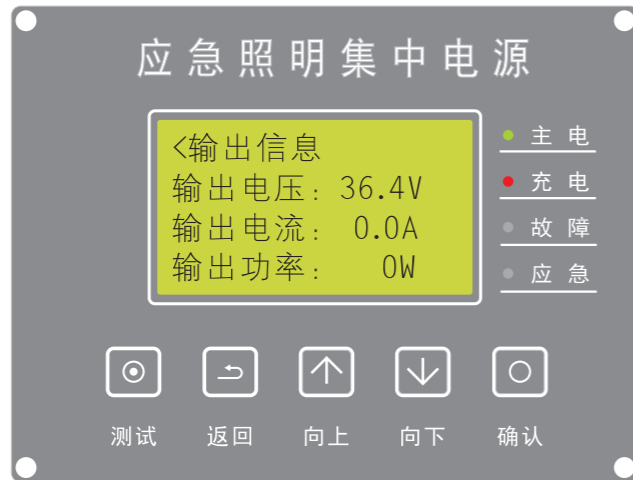 应急照明集中电源
<输出信息
输出电压: 36.4V
输出电流: 0.0A
输出功率: 0W
主电
充电
故障
应急
测试 返回 向上 向下 确认